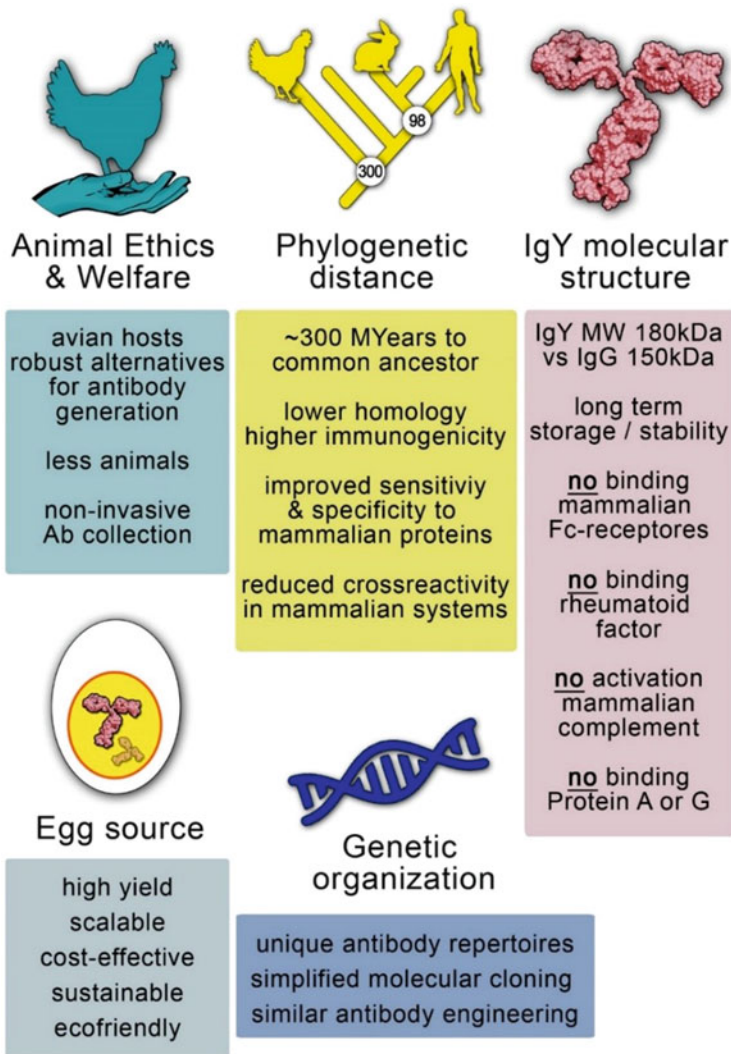 Animal Ethics
& Welfare
avian hosts
robust alternatives
for antibody
generation
less animals
non-invasive
Ab collection
98
300
Phylogenetic
distance
~300 MYears to
common ancestor
lower homology
higher immunogenicity
improved sensitiviy
& specificity to
mammalian proteins
reduced crossreactivity
in mammalian systems
IgY molecular
structure
IgY MW 180kDa
vs IgG 150kDa
long term
storage / stability
no binding
mammalian
Fc-receptores
no binding
rheumatoid
factor
no activation
mammalian
complement
no binding
Protein A or G
Egg source
high yield
scalable
cost-effective
sustainable
ecofriendly
Genetic
organization
unique antibody repertoires
simplified molecular cloning
similar antibody engineering